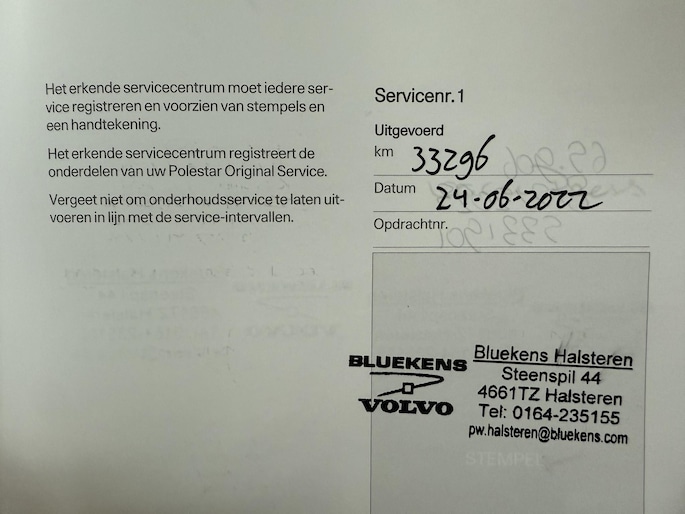 Het erkende servicecentrum moet iedere ser-
vice registreren en voorzien van stempels en
een handtekening.
Het erkende servicecentrum registreert de
onderdelen van uw Polestar Original Service.
Vergeet niet om onderhoudsservice te laten uit-
voeren in lijn met de service-intervallen.
Servicenr. 1
Uitgevoerd
km 33296
Datum 24-06-2022
Opdrachtnr.
BLUEKENS
VOLVO
Bluekens Halsteren
Steenspil 44
4661TZ Halsteren
Tel: 0164-235155
pw.halsteren@bluekens.com
STEMPEL